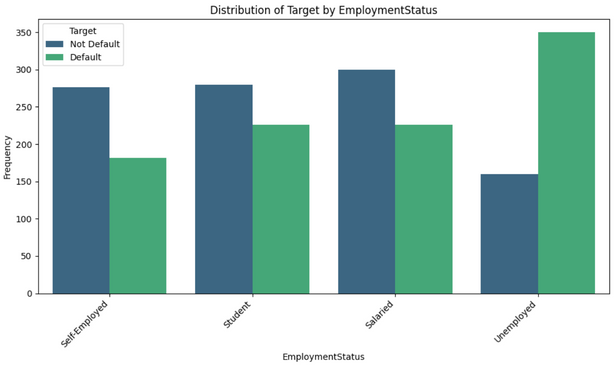 Distribution of Target by EmploymentStatus
Target
Not Default
Default
Frequency
350
300
250
200
150
100
50
0
Self-Employed
Student
Salaried
Unemployed
EmploymentStatus